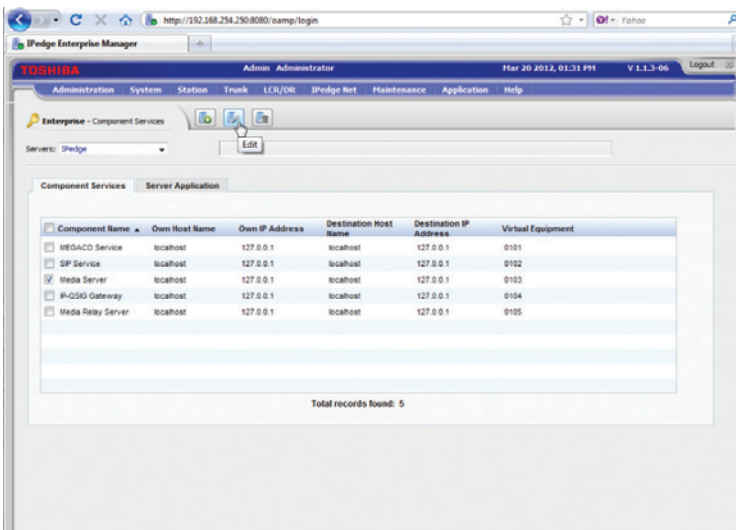 http://192.168.254.250:8080/oamp/login
Yahoo
IPedge Enterprise Manager
TOSHIBA
Admin Administrator
Mar 20 2012, 01:31 PM
V 1.1.3-06
Logout
Administration System Station Trunk LCR/DR IPedge Net Maintenance Application Help
Enterprise - Component Services
Edit
Servers: IPedge
Component Services Server Application
Component Name Own Host Name Own IP Address Destination Host Name Destination IP Address Virtual Equipment
MEGACO Service localhost 127.0.0.1 localhost 127.0.0.1 0101
SIP Service localhost 127.0.0.1 localhost 127.0.0.1 0102
Media Server localhost 127.0.0.1 localhost 127.0.0.1 0103
IP-QSIG Gateway localhost 127.0.0.1 localhost 127.0.0.1 0104
Media Relay Server localhost 127.0.0.1 localhost 127.0.0.1 0105
Total records found: 5